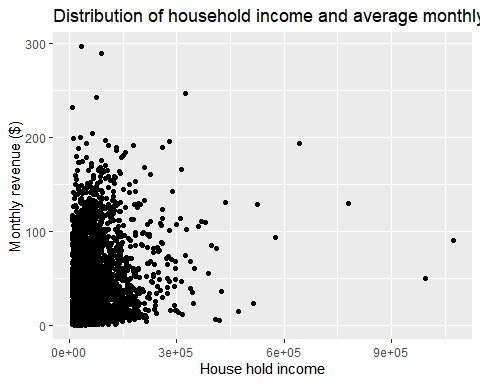 Distribution of household income and average monthly
300
200
100
0
Monthly revenue ($)
0e+00 3e+05 6e+05 9e+05
House hold income